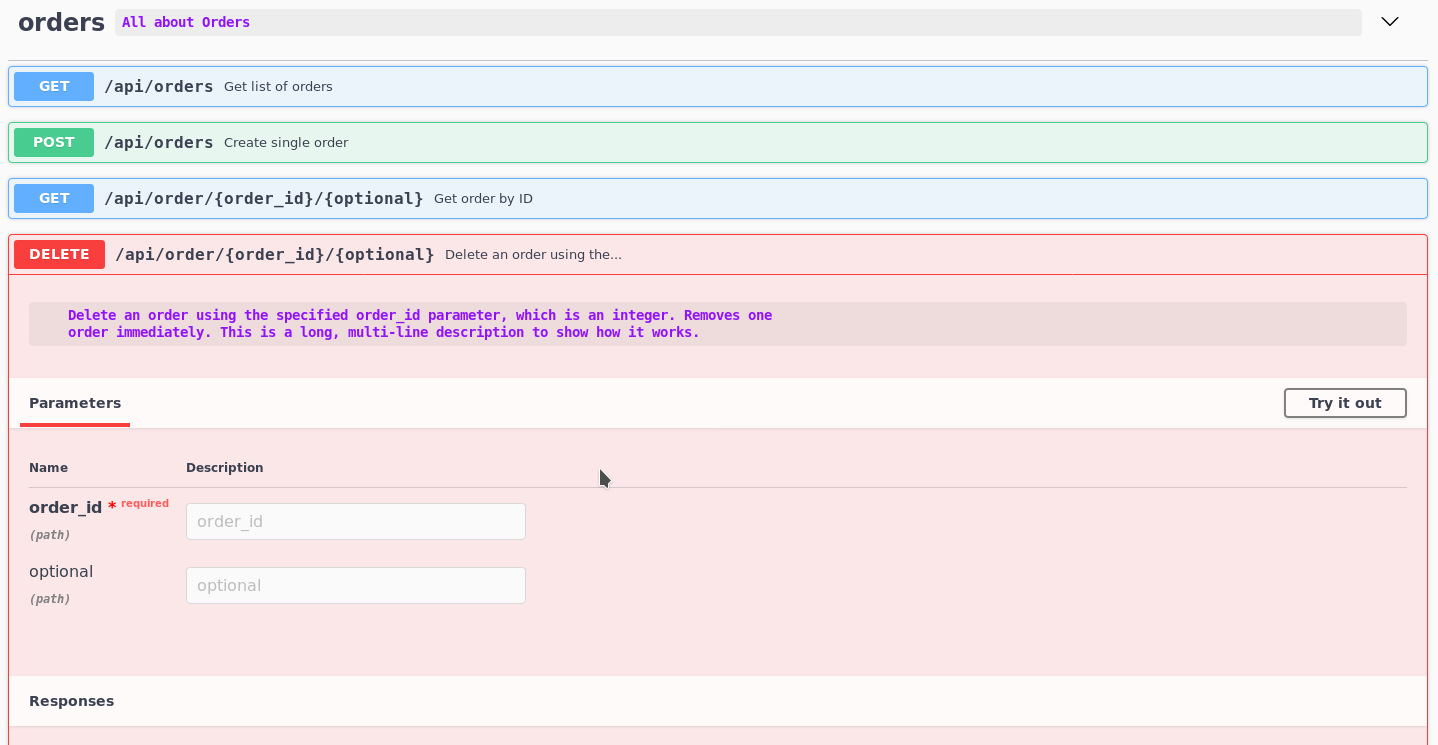 orders All about Orders
GET /api/orders Get list of orders
POST /api/orders Create single order
GET /api/order/{order_id}/{optional} Get order by ID
DELETE /api/order/{order_id}/{optional} Delete an order using the...
Delete an order using the specified order_id parameter, which is an integer. Removes one
order immediately. This is a long, multi-line description to show how it works.
Parameters Try it out
Name Description
order_id * required order_id
(path)
optional optional
(path)
Responses